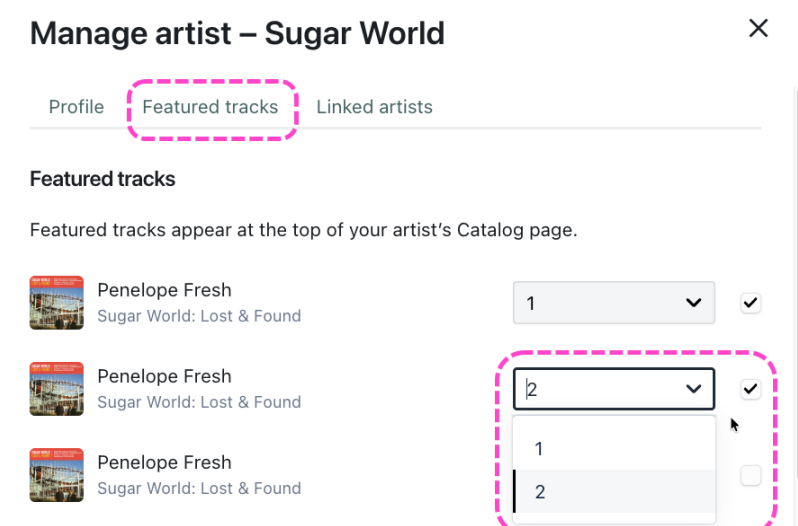 Manage artist – Sugar World
Profile
Featured tracks
Linked artists
Featured tracks
Featured tracks appear at the top of your artist's Catalog page.
Penelope Fresh
Sugar World: Lost & Found
1
Penelope Fresh
Sugar World: Lost & Found
2
1
2
Penelope Fresh
Sugar World: Lost & Found